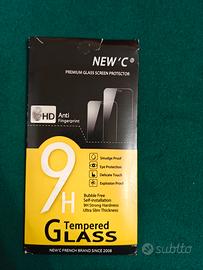 NEW'C®
PREMIUM GLASS SCREEN PROTECTOR
HD
Anti
Fingerprint
Smudge Proof
Eye Protection
Delicate Touch
Explosion Proof
9H
Bubble Free
Self-installation
9H Strong Hardness
Ultra Slim Thickness
Tempered
GLASS
NEW'C FRENCH BRAND SINCE 2008
subito